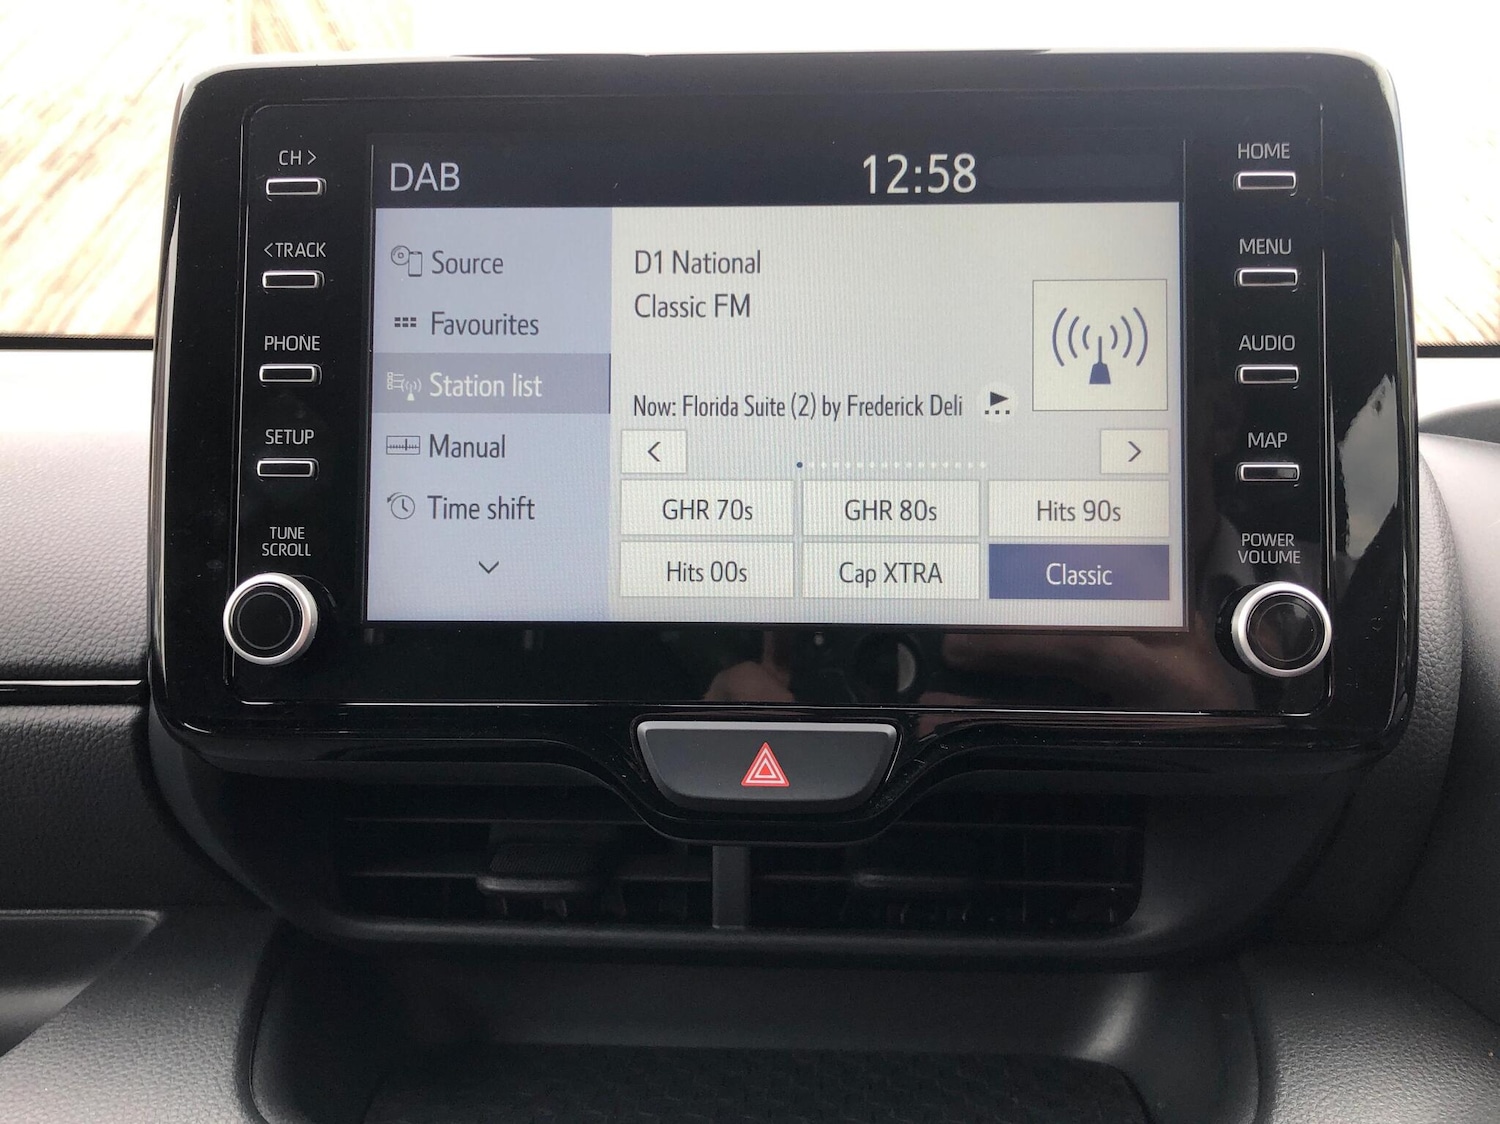 CH >
<TRACK
PHONE
SETUP
TUNE
SCROLL
DAB
12:58
Source
Favourites
Station list
Manual
Time shift
D1 National
Classic FM
Now: Florida Suite (2) by Frederick Deli
<
>
GHR 70s
GHR 80s
Hits 90s
Hits 00s
Cap XTRA
Classic
HOME
MENU
AUDIO
MAP
POWER
VOLUME